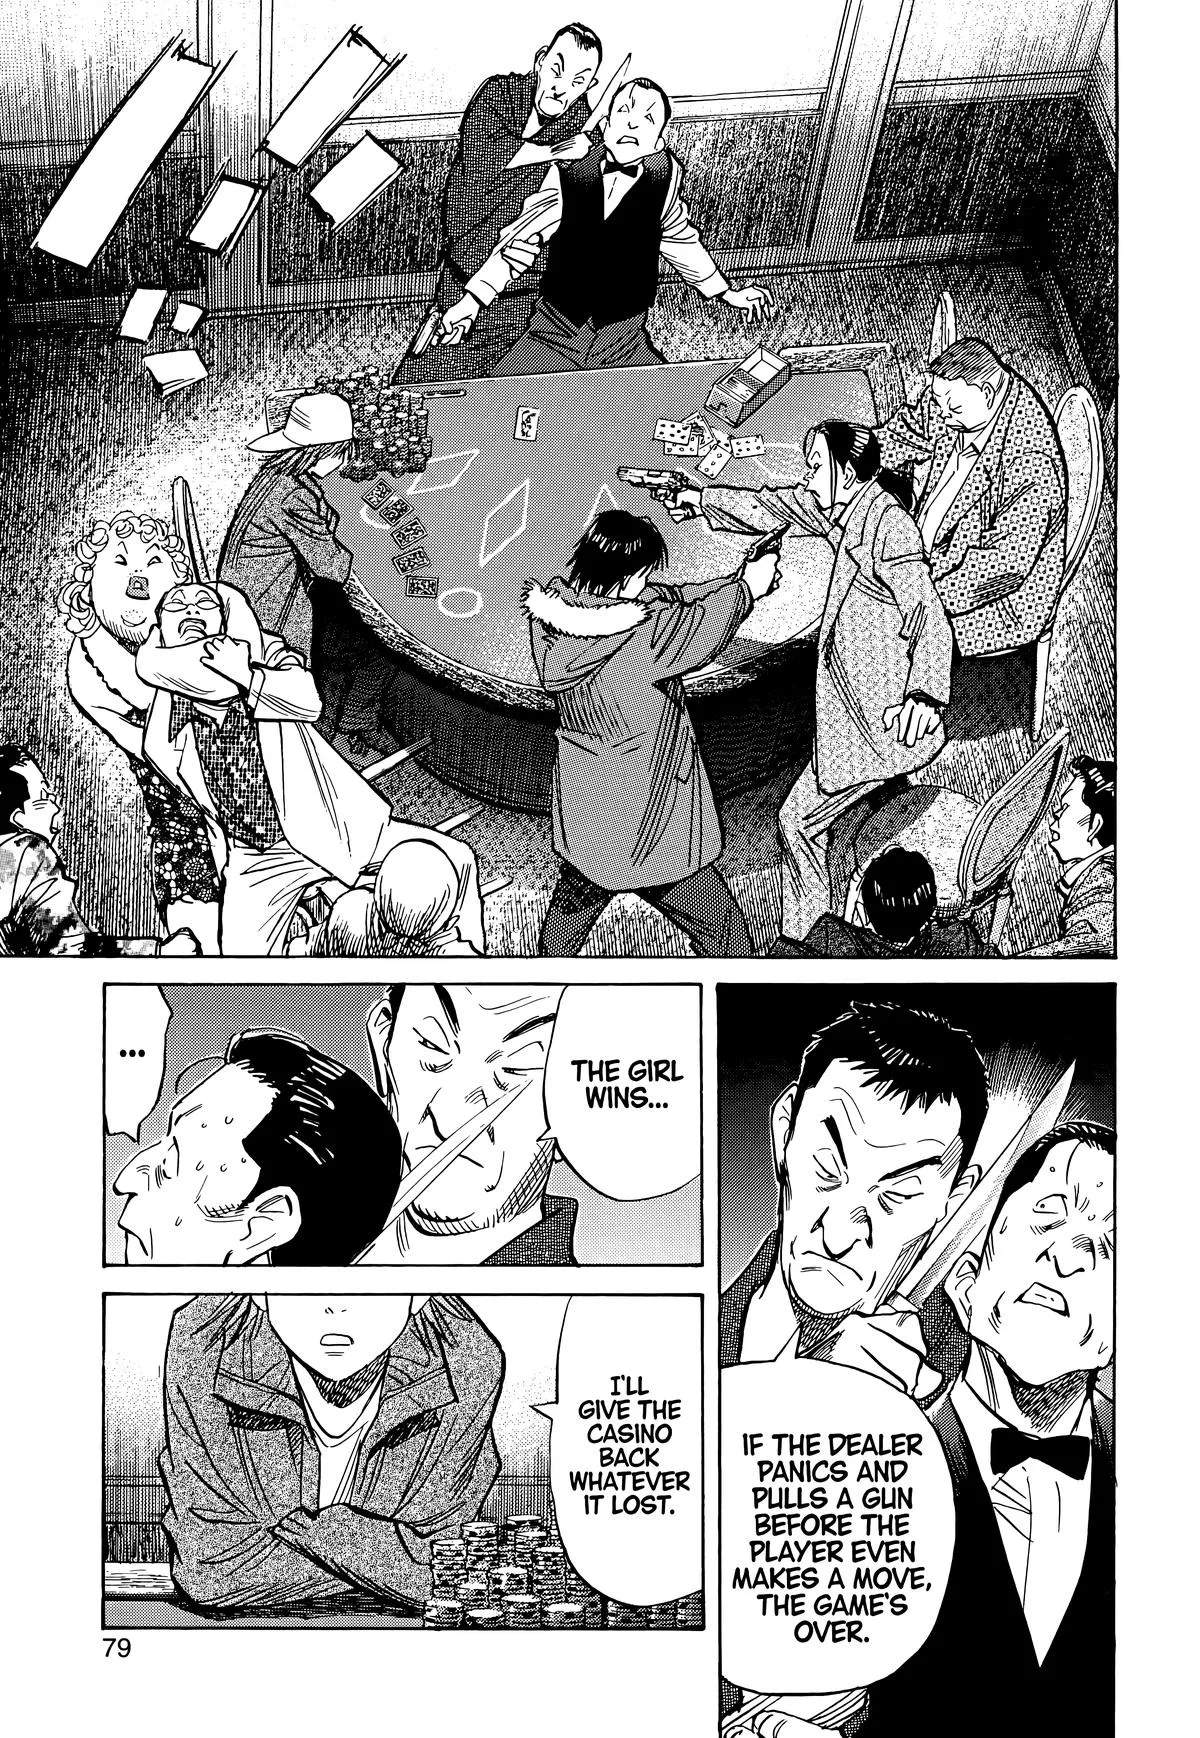 IF THE DEALER
PANICS AND
PULLS A GUN
BEFORE THE
PLAYER EVEN
MAKES A MOVE,
THE GAME'S
OVER.
THE GIRL
WINS...
...
I'LL
GIVE THE
CASINO
BACK
WHATEVER
IT LOST.
79